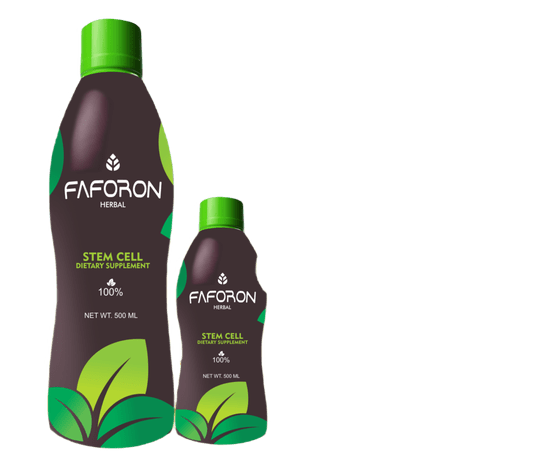 FAFORON
HERBAL
STEM CELL
DIETARY SUPPLEMENT
100%
NET WT. 500 ML
FAFORON
HERBAL
STEM CELL
DIETARY SUPPLEMENT
100%
NET WT. 500 ML